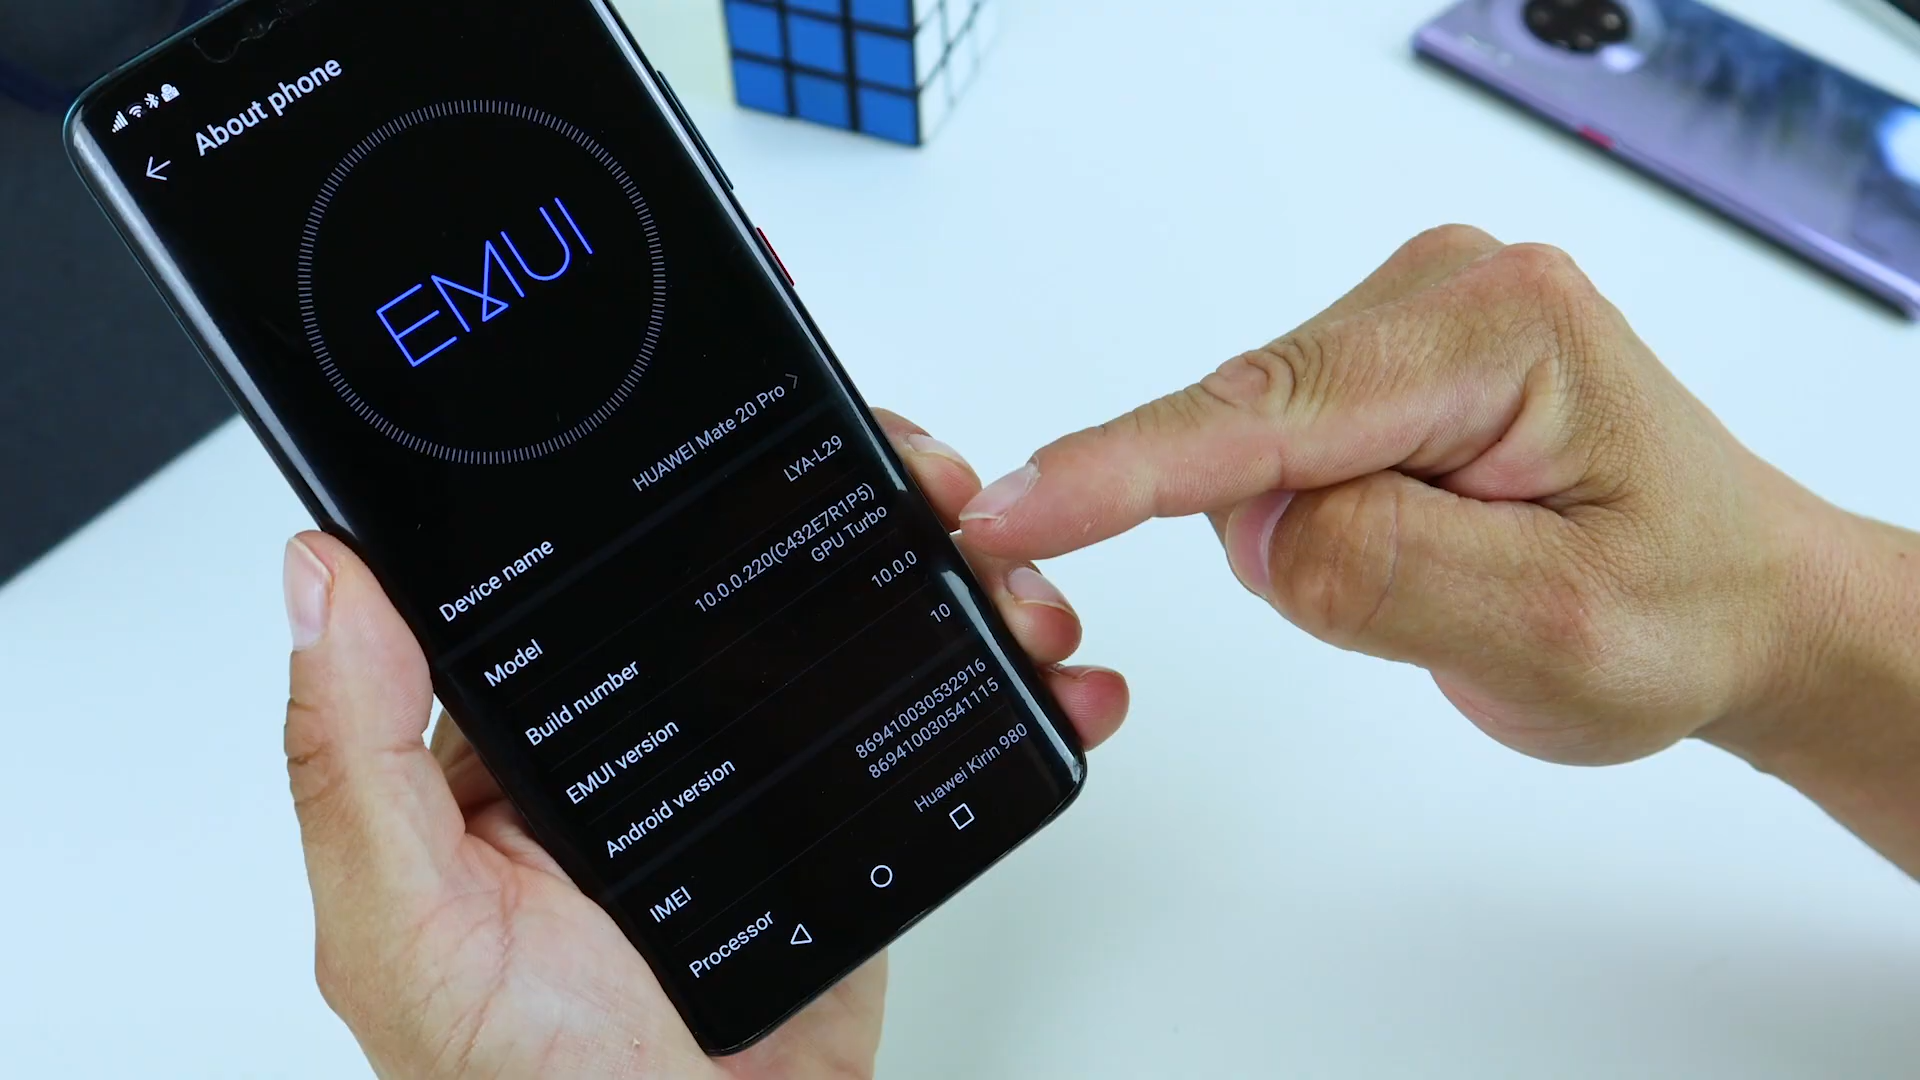 About phone
EMUI
Device name HUAWEI Mate 20 Pro
Model LYA-L29
Build number 10.0.0.220(C432E7R1P5)
GPU Turbo
EMUI version 10.0.0
Android version 10
IMEI 869410030532916
869410030541115
Processor Huawei Kirin 980